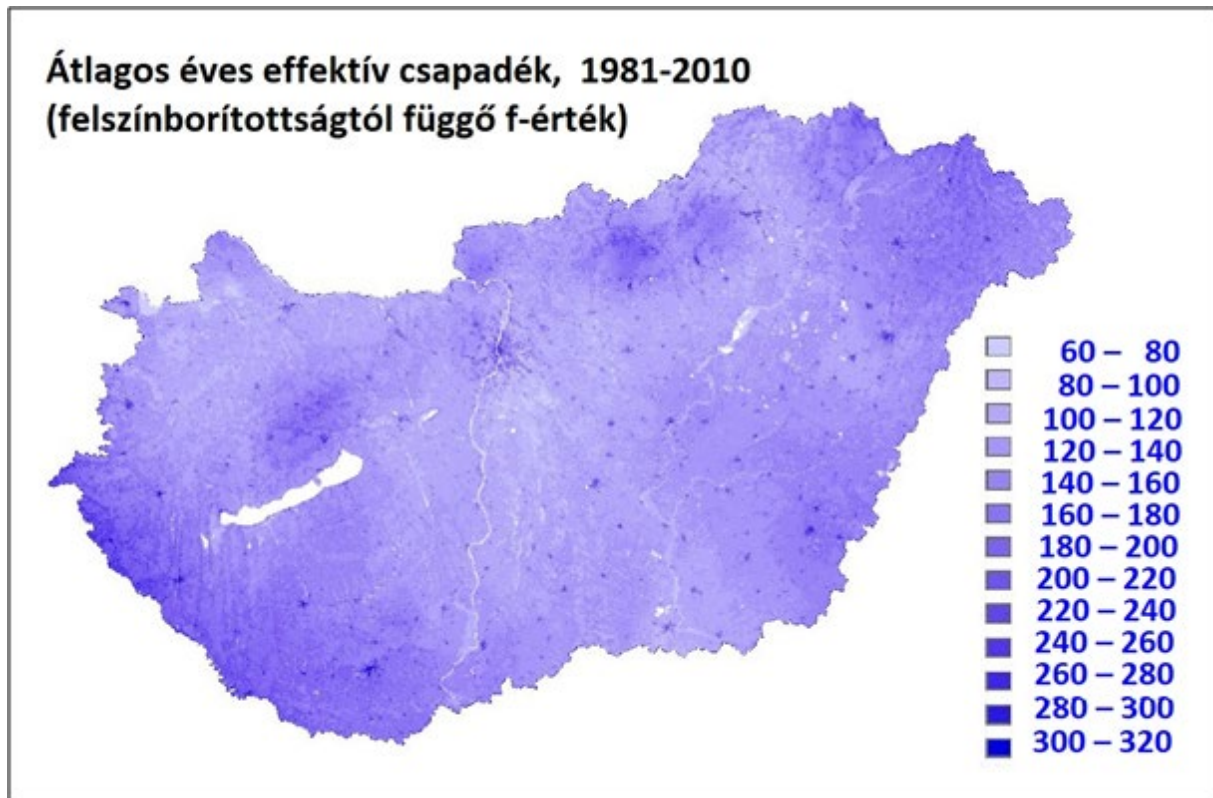 Átlagos éves effektív csapadék, 1981-2010
(felszínborítottságtól függő f-érték)
60 – 80
80 – 100
100 – 120
120 – 140
140 – 160
160 – 180
180 – 200
200 – 220
220 – 240
240 – 260
260 – 280
280 – 300
300 – 320